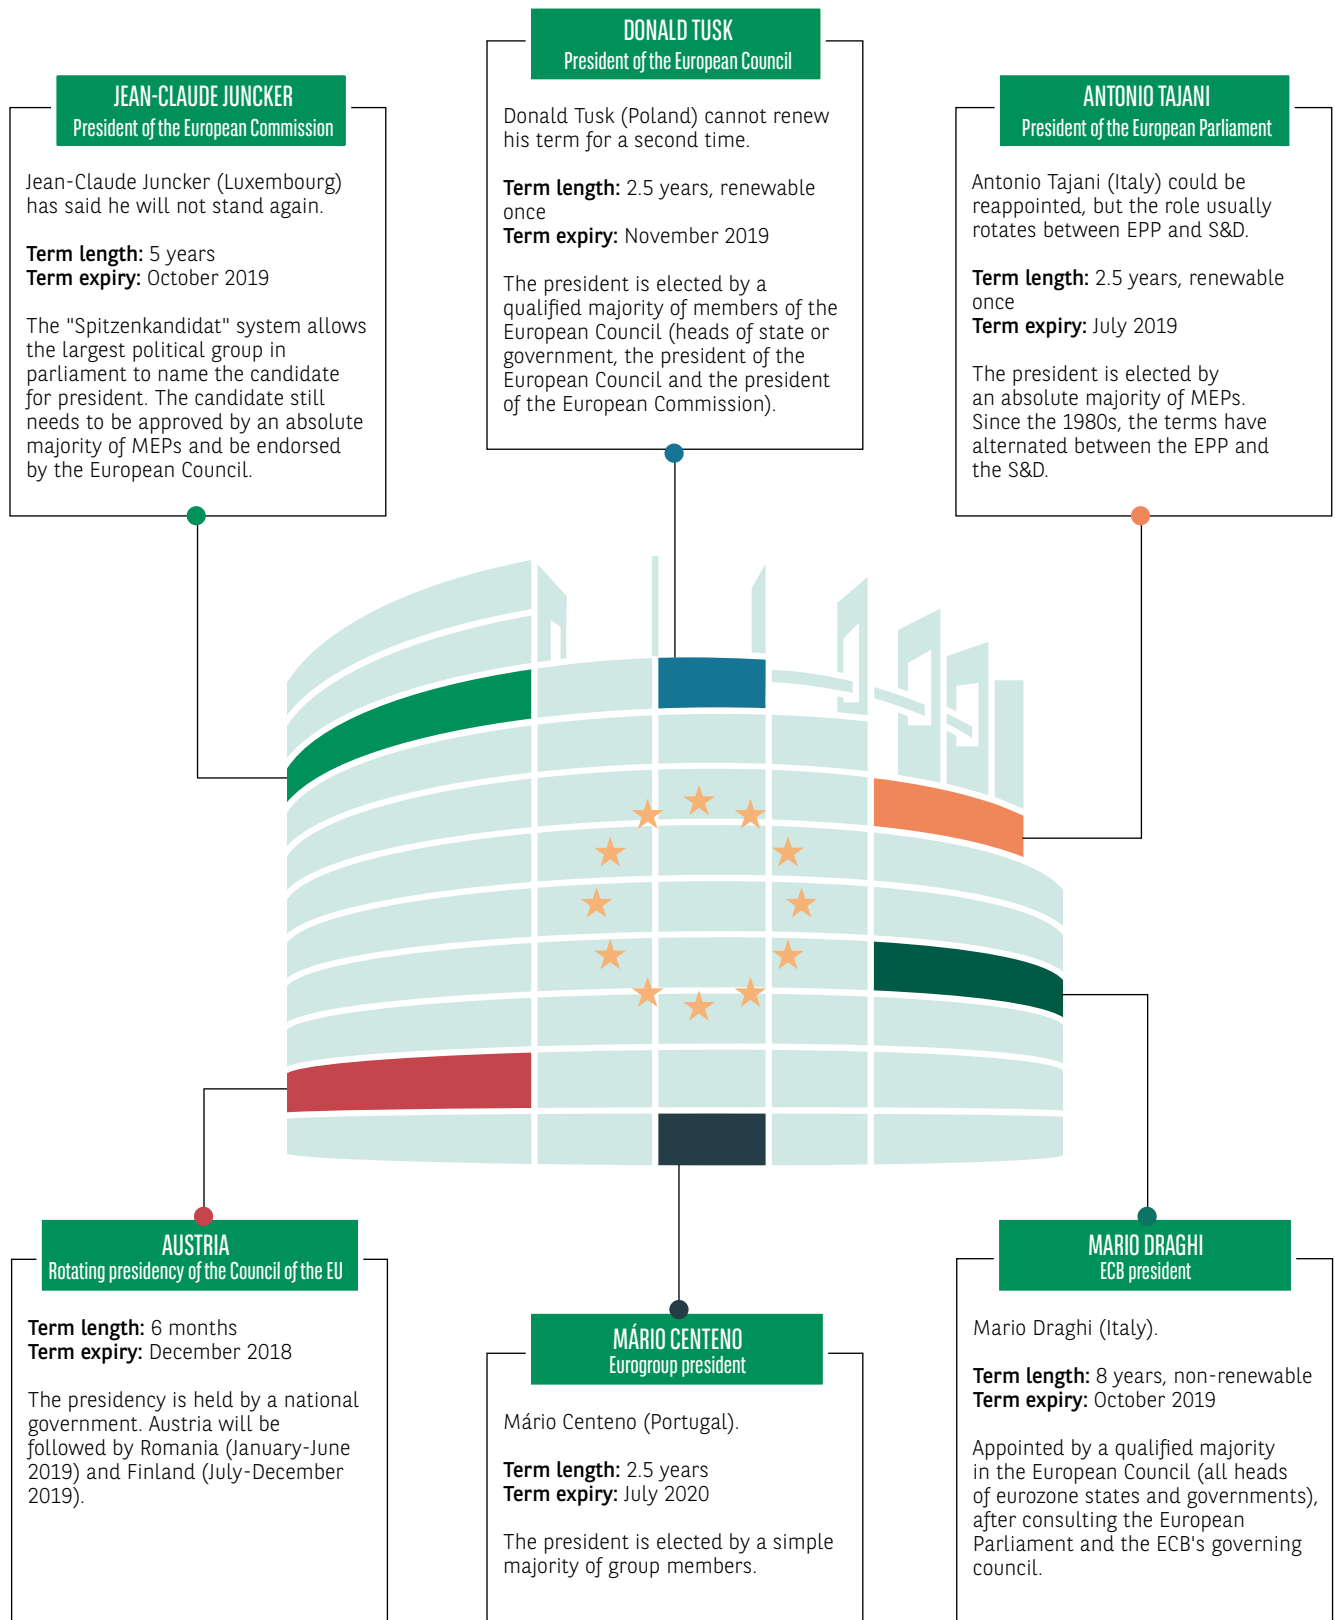 JEAN-CLAUDE JUNCKER
President of the European Commission
Jean-Claude Juncker (Luxembourg)
has said he will not stand again.
Term length: 5 years
Term expiry: October 2019
The "Spitzenkandidat" system allows
the largest political group in
parliament to name the candidate
for president. The candidate still
needs to be approved by an absolute
majority of MEPs and be endorsed
by the European Council.
DONALD TUSK
President of the European Council
Donald Tusk (Poland) cannot renew
his term for a second time.
Term length: 2.5 years, renewable
once
Term expiry: November 2019
The president is elected by a
qualified majority of members of the
European Council (heads of state or
government, the president of the
European Council and the president
of the European Commission).
ANTONIO TAJANI
President of the European Parliament
Antonio Tajani (Italy) could be
reappointed, but the role usually
rotates between EPP and S&D.
Term length: 2.5 years, renewable
once
Term expiry: July 2019
The president is elected by
an absolute majority of MEPs.
Since the 1980s, the terms have
alternated between the EPP and
the S&D.
AUSTRIA
Rotating presidency of the Council of the EU
Term length: 6 months
Term expiry: December 2018
The presidency is held by a national
government. Austria will be
followed by Romania (January-June
2019) and Finland (July-December
2019).
MÁRIO CENTENO
Eurogroup president
Mário Centeno (Portugal).
Term length: 2.5 years
Term expiry: July 2020
The president is elected by a simple
majority of group members.
MARIO DRAGHI
ECB president
Mario Draghi (Italy).
Term length: 8 years, non-renewable
Term expiry: October 2019
Appointed by a qualified majority
in the European Council (all heads
of eurozone states and governments),
after consulting the European
Parliament and the ECB's governing
council.